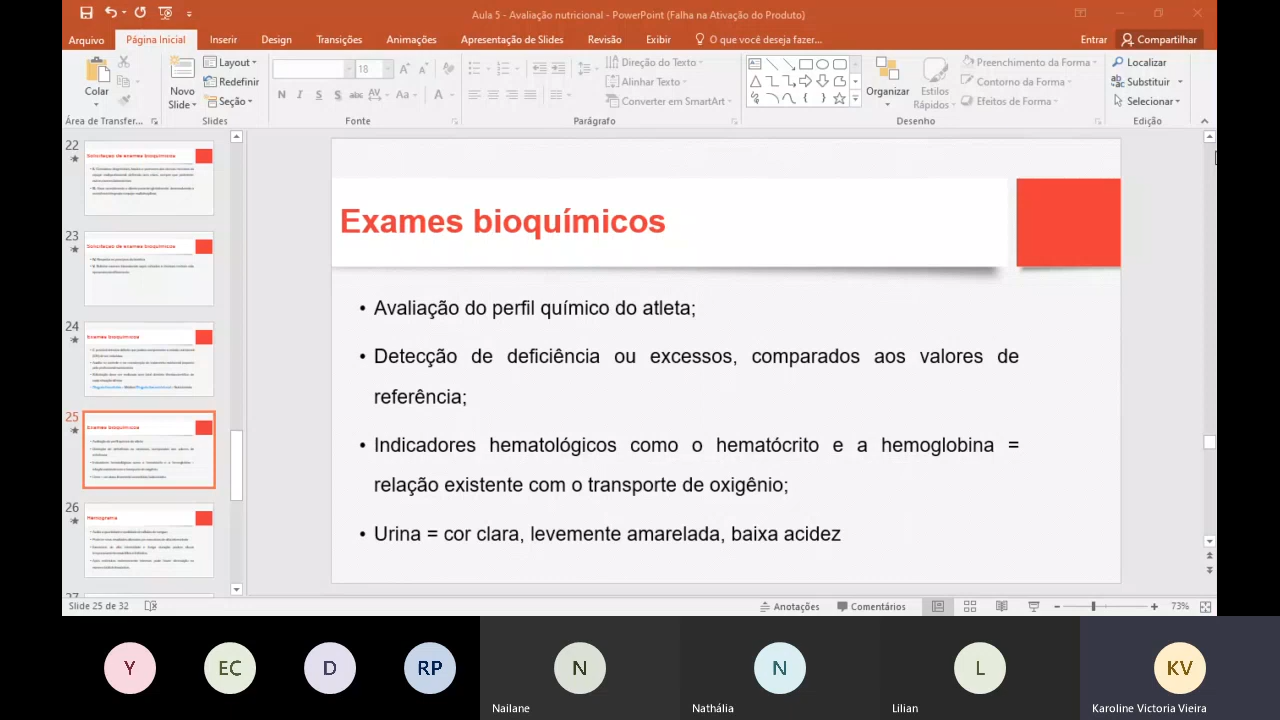 Aula 5 - Avaliação nutricional - PowerPoint (Falha na Ativação do Produto)
Arquivo Página Inicial Inserir Design Transições Animações Apresentação de Slides Revisão Exibir O que você deseja fazer... Entrar Compartilhar
Colar
Área de Transfer...
Novo Slide
Layout
Redefinir
Seção
Slides
18
N I S S abc AV Aa A
Fonte
Direção do Texto
Alinhar Texto
Converter em SmartArt
Parágrafo
Organizar
Estilos Rápidos
Preenchimento da Forma
Contorno da Forma
Efeitos de Forma
Desenho
Localizar
Substituir
Selecionar
Edição
22
Solicitação de exames bioquímicos
23
Solicitação de exames bioquímicos
24
Exames bioquímicos
25
Exames bioquímicos
26
Hemograma
27
Exames bioquímicos
• Avaliação do perfil químico do atleta;
• Detecção de deficiência ou excessos, comparados aos valores de
referência;
• Indicadores hematológicos como o hematócrito e a hemoglobina =
relação existente com o transporte de oxigênio;
• Urina = cor clara, levemente amarelada, baixa acidez
Slide 25 de 32
Anotações Comentários 73%
Y EC D RP N N L KV
Nailane Nathália Lilian Karoline Victoria Vieira